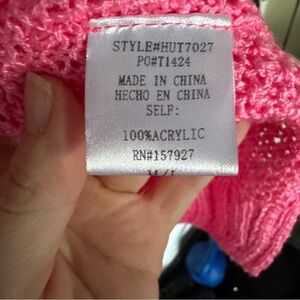 STYLE#HUT7027
PO#T1424
MADE IN CHINA
HECHO EN CHINA
SELF:
100%ACRYLIC
RN#157927